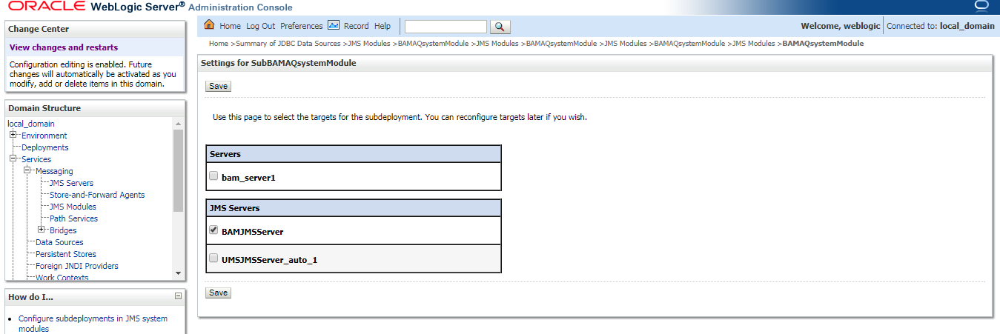 ORACLE WebLogic Server® Administration Console
Change Center
View changes and restarts
Configuration editing is enabled. Future
changes will automatically be activated as you
modify, add or delete items in this domain.
Domain Structure
local_domain
Environment
Deployments
Services
Messaging
JMS Servers
Store-and-Forward Agents
JMS Modules
Path Services
Bridges
Data Sources
Persistent Stores
Foreign JNDI Providers
Work Contexts
How do I...
Configure subdeployments in JMS system
modules
Home Log Out Preferences Record Help
Welcome, weblogic Connected to: local_domain
Home >Summary of JDBC Data Sources >JMS Modules >BAMAQsystemModule >JMS Modules >BAMAQsystemModule >JMS Modules >BAMAQsystemModule >JMS Modules >BAMAQsystemModule
Settings for SubBAMAQsystemModule
Save
Use this page to select the targets for the subdeployment. You can reconfigure targets later if you wish.
Servers
bam_server1
JMS Servers
BAMJMSServer
UMSJMSServer_auto_1
Save